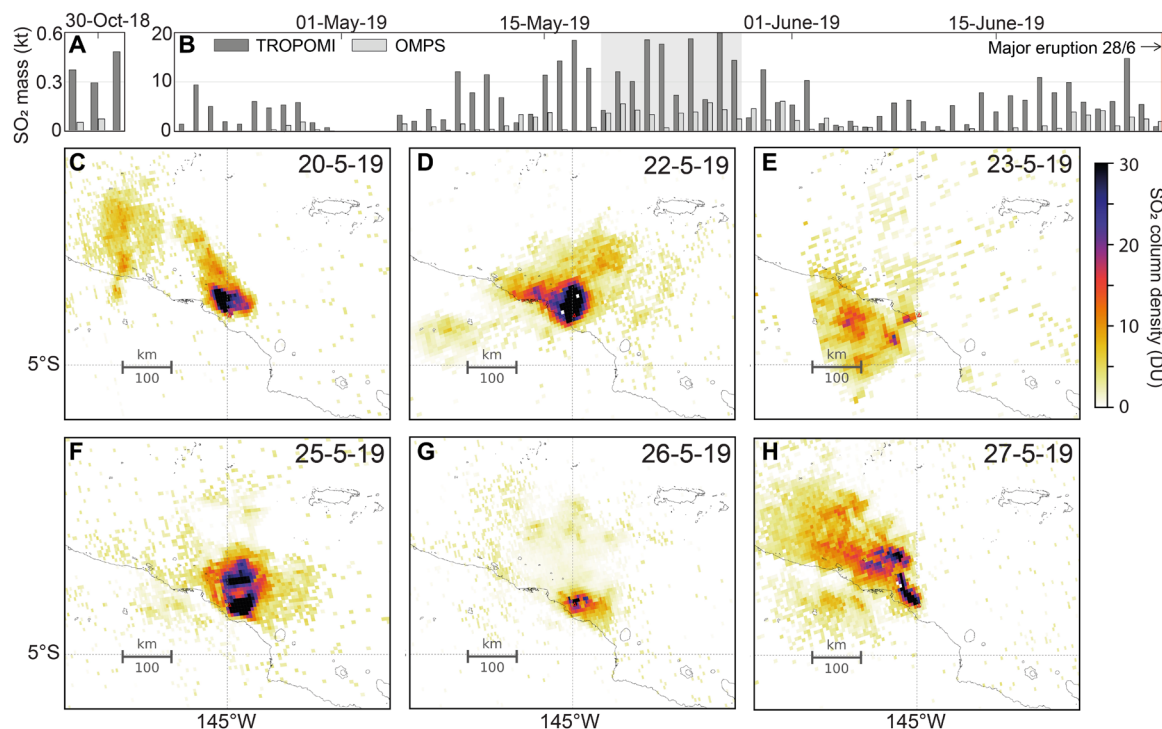 30-Oct-18 01-May-19 15-May-19 01-June-19 15-June-19
SO₂ mass (kt)
0.6 A 20 B TROPOMI OMPS Major eruption 28/6 →
0.3 10
0 0
C 20-5-19 D 22-5-19 E 23-5-19
30
20
10
0
SO₂ column density (DU)
km km km
5°S 100 100 100
F 25-5-19 G 26-5-19 H 27-5-19
km km km
5°S 100 100 100
145°W 145°W